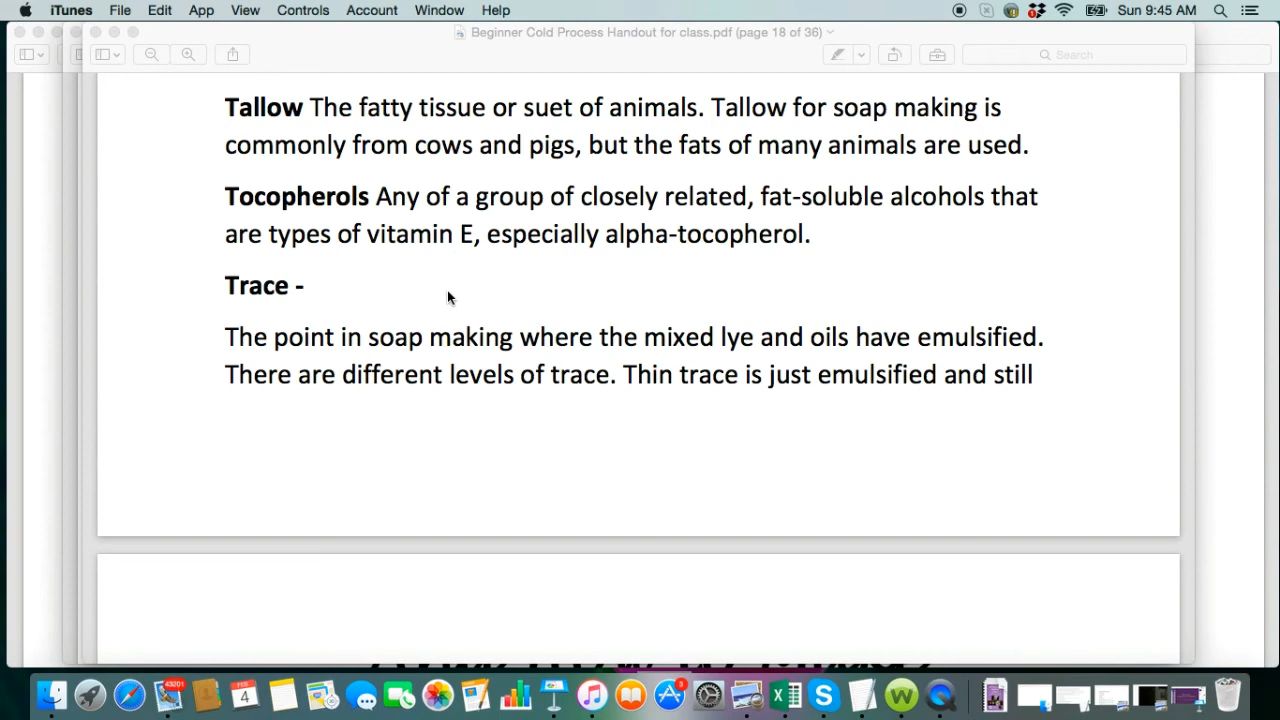 iTunes File Edit App View Controls Account Window Help Sun 9:45 AM
Beginner Cold Process Handout for class.pdf (page 18 of 36)
Search
Tallow The fatty tissue or suet of animals. Tallow for soap making is
commonly from cows and pigs, but the fats of many animals are used.
Tocopherols Any of a group of closely related, fat-soluble alcohols that
are types of vitamin E, especially alpha-tocopherol.
Trace -
The point in soap making where the mixed lye and oils have emulsified.
There are different levels of trace. Thin trace is just emulsified and still
43201
FEB
4
3